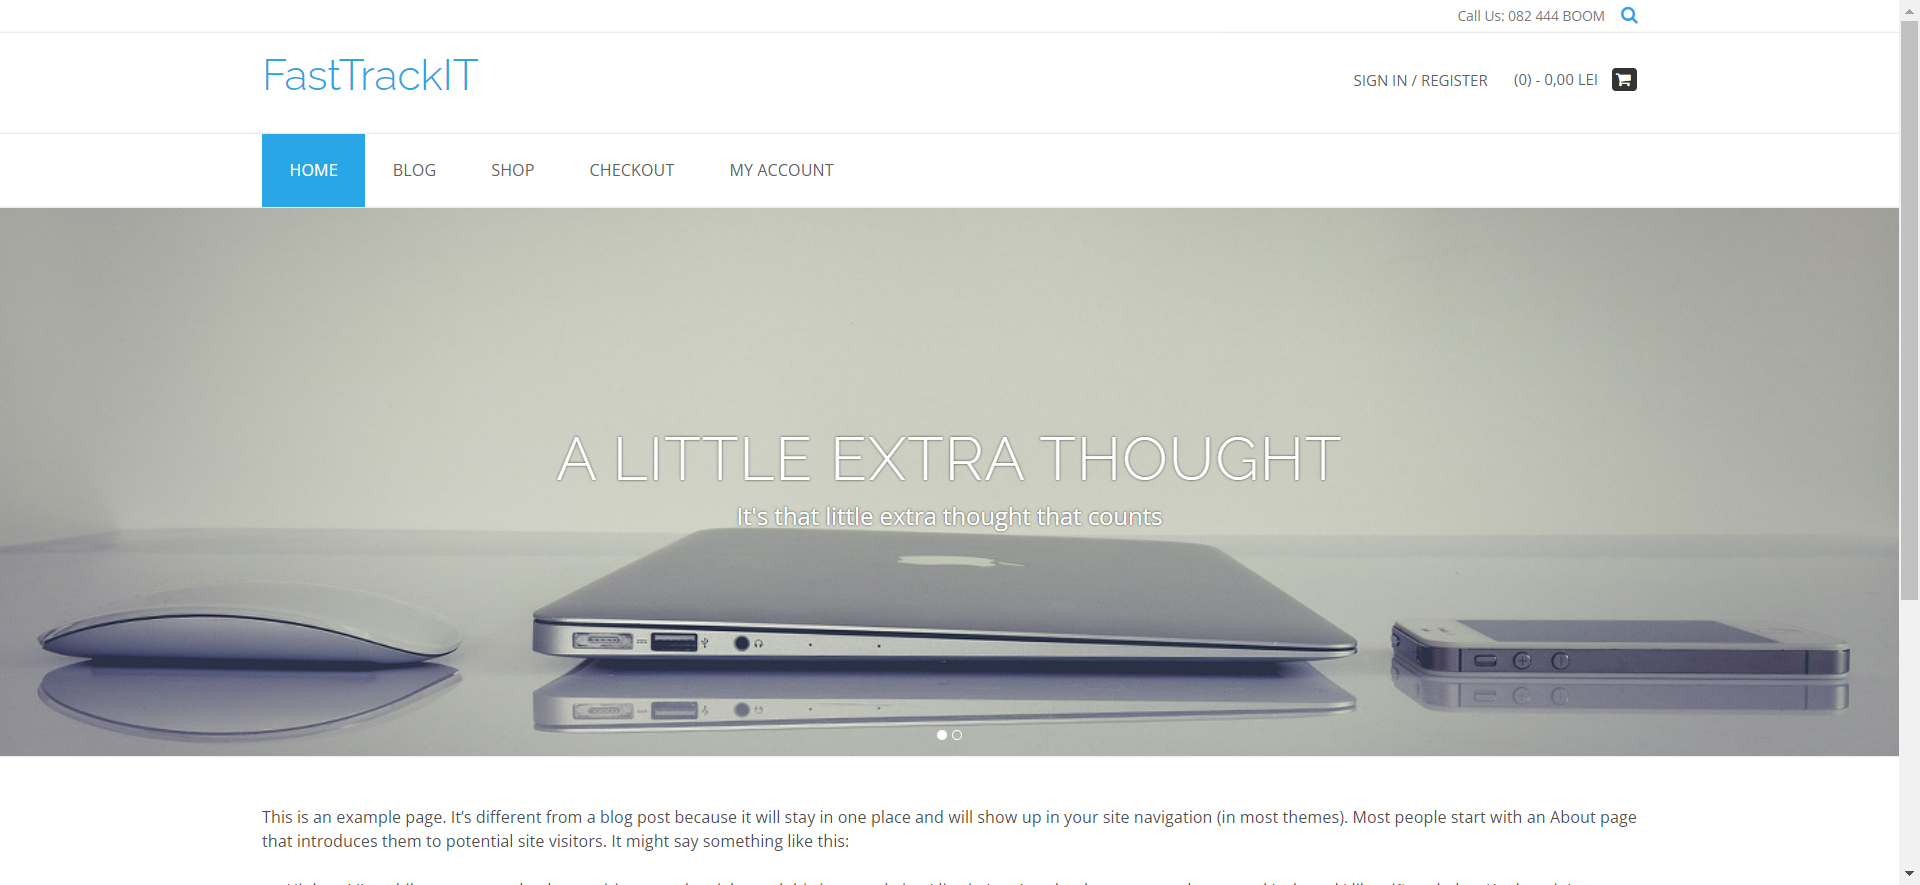 Call Us: 082 444 BOOM
FastTrackIT
SIGN IN / REGISTER
(0) - 0,00 LEI
HOME
BLOG
SHOP
CHECKOUT
MY ACCOUNT
A LITTLE EXTRA THOUGHT
It's that little extra thought that counts
This is an example page. It’s different from a blog post because it will stay in one place and will show up in your site navigation (in most themes). Most people start with an About page
that introduces them to potential site visitors. It might say something like this: